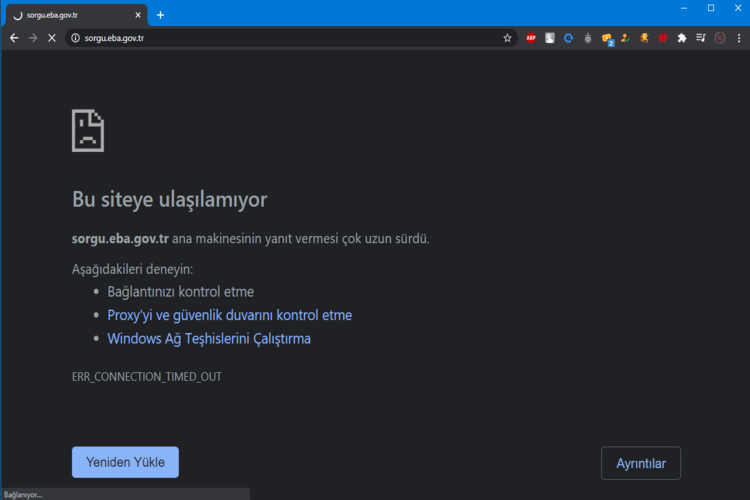 sorgu.eba.gov.tr
sorgu.eba.gov.tr
ABP
2
Bu siteye ulaşılamıyor
sorgu.eba.gov.tr ana makinesinin yanıt vermesi çok uzun sürdü.
Aşağıdakileri deneyin:
Bağlantınızı kontrol etme
Proxy'yi ve güvenlik duvarını kontrol etme
Windows Ağ Teşhislerini Çalıştırma
ERR_CONNECTION_TIMED_OUT
Yeniden Yükle
Ayrıntılar
Bağlanıyor...